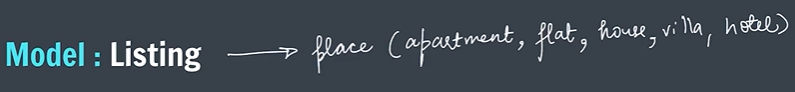 Model : Listing → place (apartment, flat, house, villa, hotel)